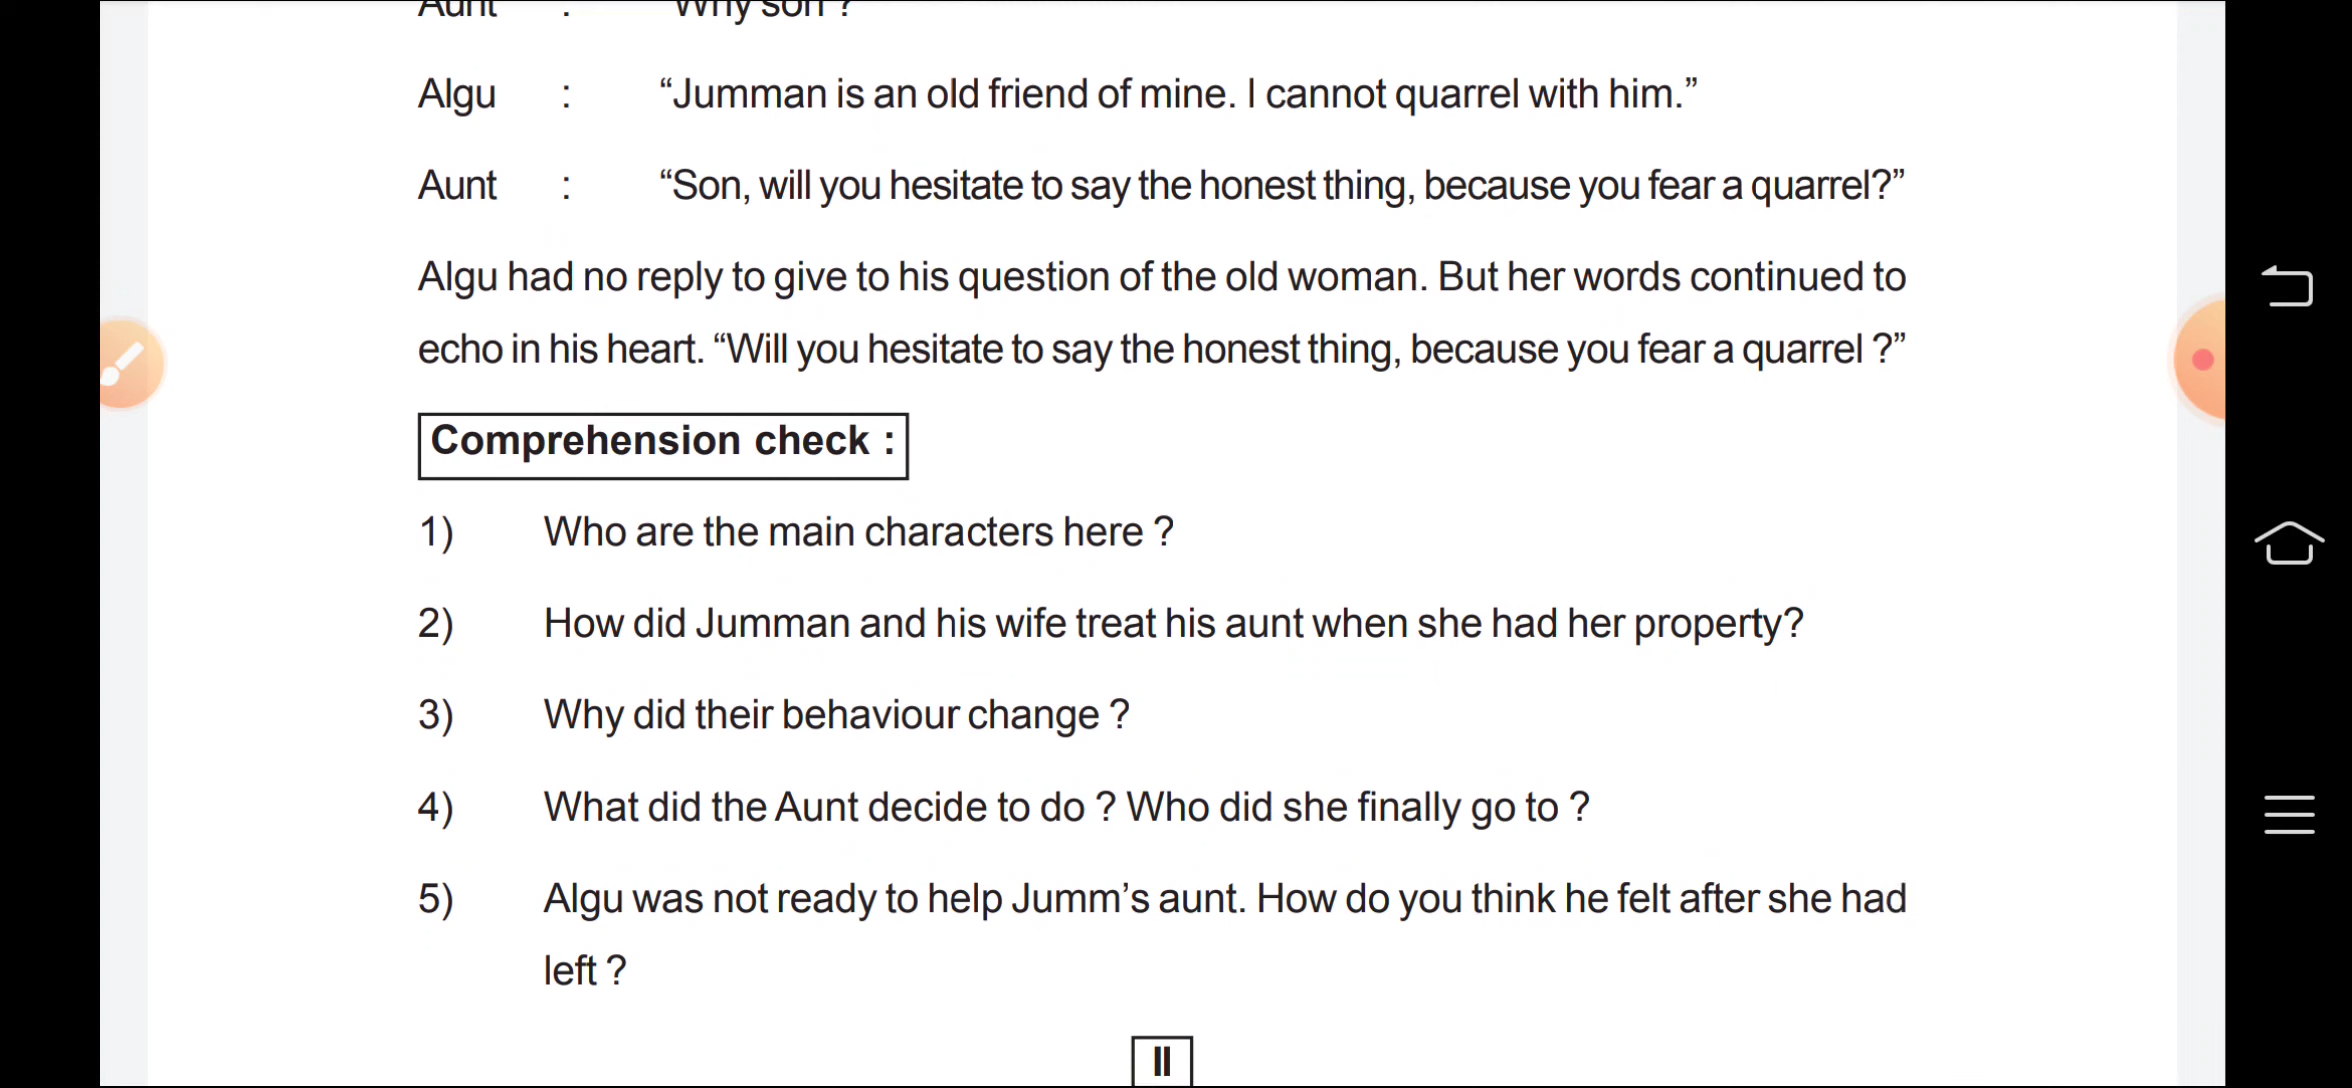 Aunt : "Why son ?
Algu : “Jumman is an old friend of mine. I cannot quarrel with him.”
Aunt : “Son, will you hesitate to say the honest thing, because you fear a quarrel?”
Algu had no reply to give to his question of the old woman. But her words continued to
echo in his heart. “Will you hesitate to say the honest thing, because you fear a quarrel ?”
Comprehension check :
1) Who are the main characters here ?
2) How did Jumman and his wife treat his aunt when she had her property?
3) Why did their behaviour change ?
4) What did the Aunt decide to do ? Who did she finally go to ?
5) Algu was not ready to help Jumm’s aunt. How do you think he felt after she had
left ?
II